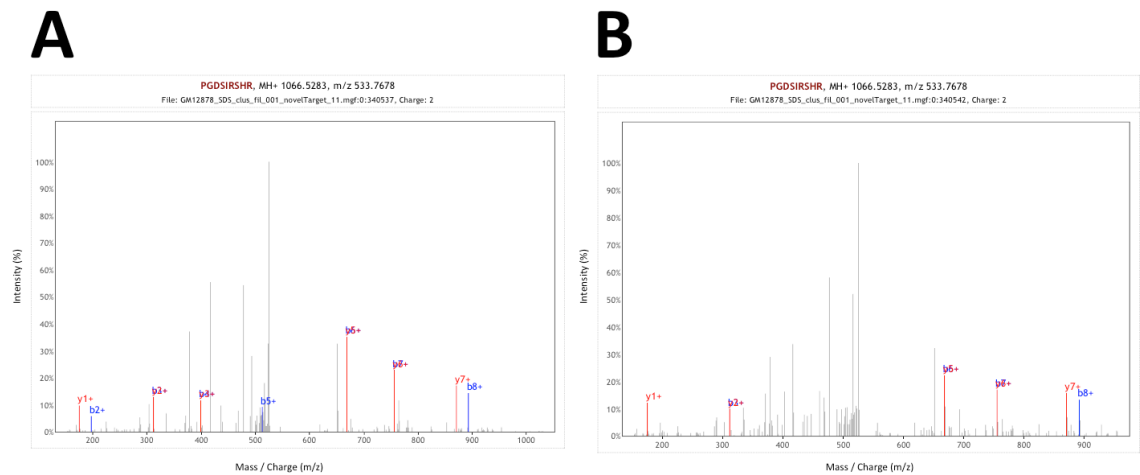 A
PGDSIRSHR, MH+ 1066.5283, m/z 533.7678
File: GM12878_SDS_clus_fil_001_novelTarget_11.mgf:0:340537, Charge: 2
Intensity (%)
100%
90%
80%
70%
60%
50%
40%
30%
20%
10%
0%
y1+
b2+
b5+
y7+
b8+
200
300
400
500
600
700
800
900
1000
Mass / Charge (m/z)
B
PGDSIRSHR, MH+ 1066.5283, m/z 533.7678
File: GM12878_SDS_clus_fil_001_novelTarget_11.mgf:0:340542, Charge: 2
Intensity (%)
100%
90%
80%
70%
60%
50%
40%
30%
20%
10%
0%
y1+
y7+
b8+
200
300
400
500
600
700
800
900
Mass / Charge (m/z)